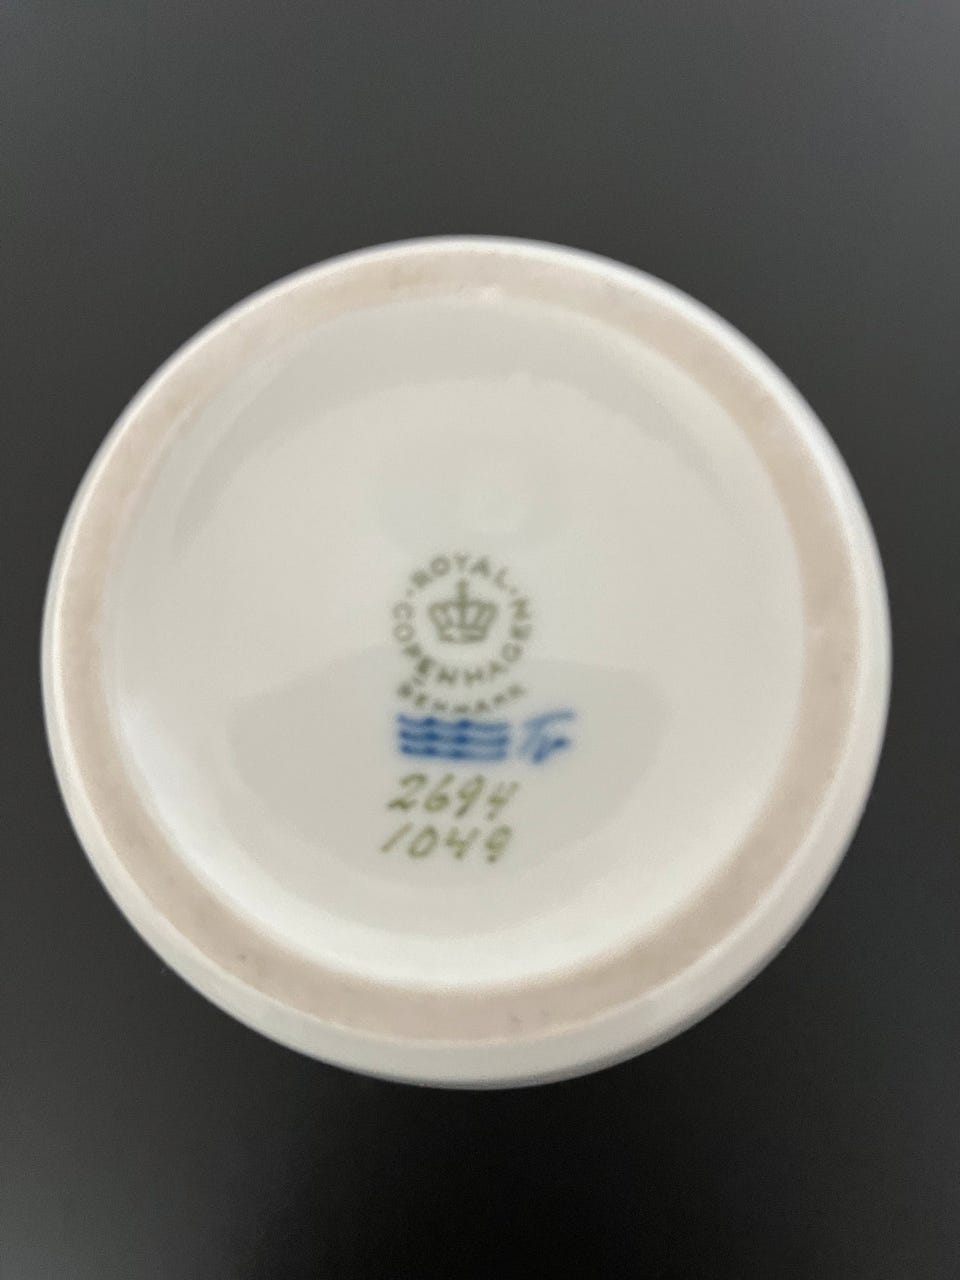 ROYAL
COPENHAGEN
DENMARK
2694
1049